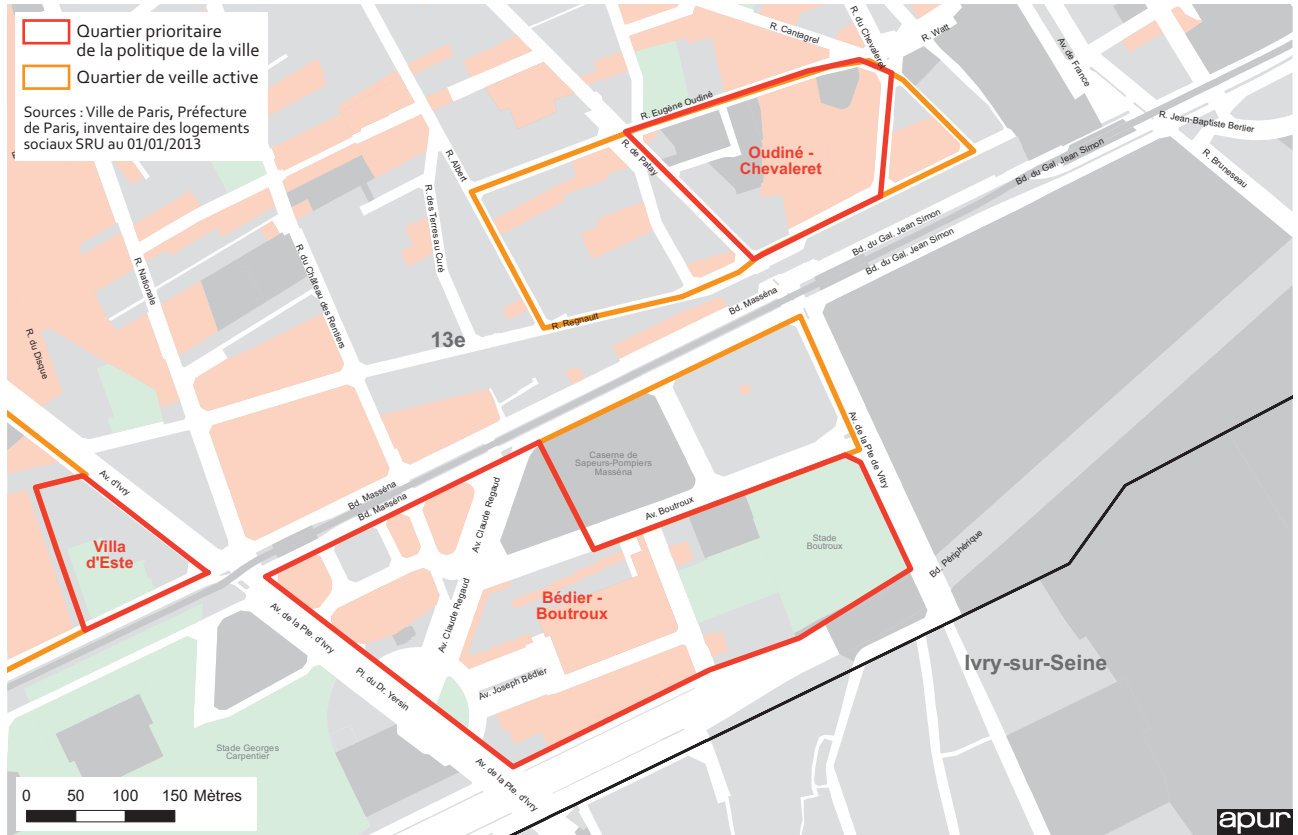 Quartier prioritaire
de la politique de la ville
Quartier de veille active
Sources : Ville de Paris, Préfecture
de Paris, inventaire des logements
sociaux SRU au 01/01/2013
R. Cantagrel
R. du Chevaleret
R. Watt
Av. de France
R. Jean-Baptiste Berlier
R. Bruneseau
R. Eugène Oudiné
R. de Patay
Oudiné -
Chevaleret
R. Albert
R. des Terres au Curé
Bd. du Gal. Jean Simon
Bd. du Gal. Jean Simon
Bd. du Gal. Jean Simon
R. Nationale
R. du Château des Rentiers
R. du Disque
13e
R. Regnault
Bd. Masséna
Av. d'Ivry
Bd. Masséna
Bd. Masséna
Caserne de
Sapeurs-Pompiers
Masséna
Av. de la Pte de Vitry
Av. Claude Regaud
Av. Boutroux
Stade
Boutroux
Villa
d'Este
Bd. Périphérique
Bédier -
Boutroux
Av. Claude Regaud
Av. de la Pte. d'Ivry
Pl. du Dr. Yersin
Av. Joseph Bédier
Ivry-sur-Seine
Stade Georges
Carpentier
Av. de la Pte. d'Ivry
0 50 100 150 Mètres
apur